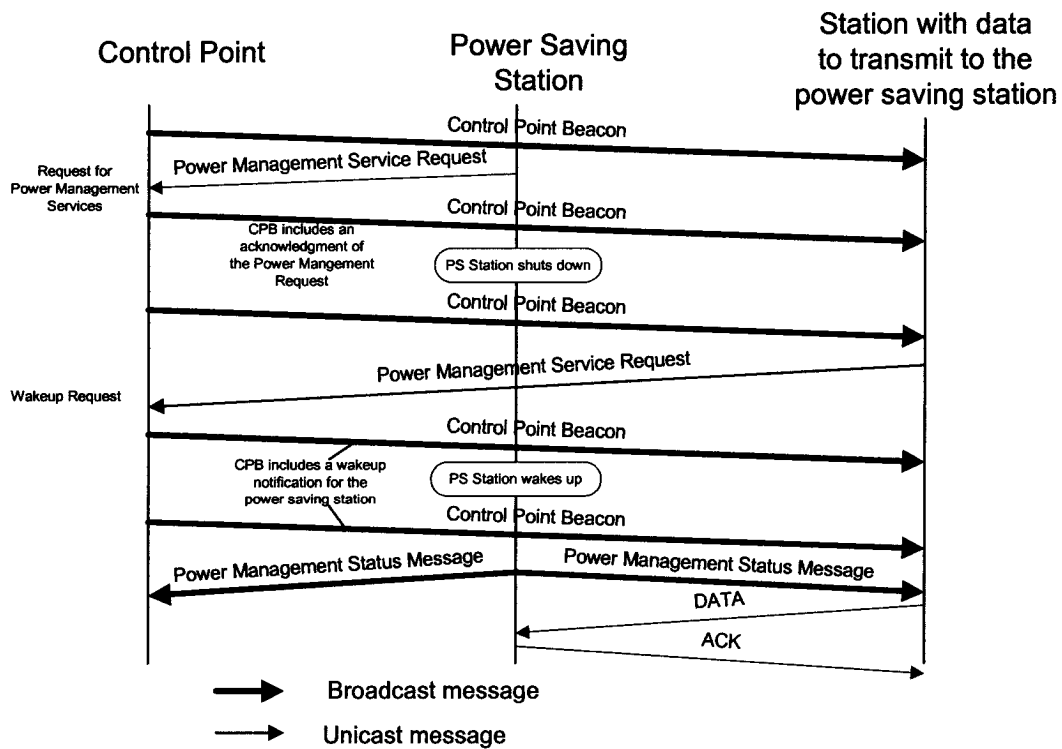 Control Point
Power Saving
Station
Station with data
to transmit to the
power saving station
Control Point Beacon
Request for
Power Management
Services
Power Management Service Request
Control Point Beacon
CPB includes an
acknowledgment of
the Power Mangement
Request
PS Station shuts down
Control Point Beacon
Power Management Service Request
Wakeup Request
Control Point Beacon
CPB includes a wakeup
notification for the
power saving station
PS Station wakes up
Control Point Beacon
Power Management Status Message
Power Management Status Message
DATA
ACK
Broadcast message
Unicast message